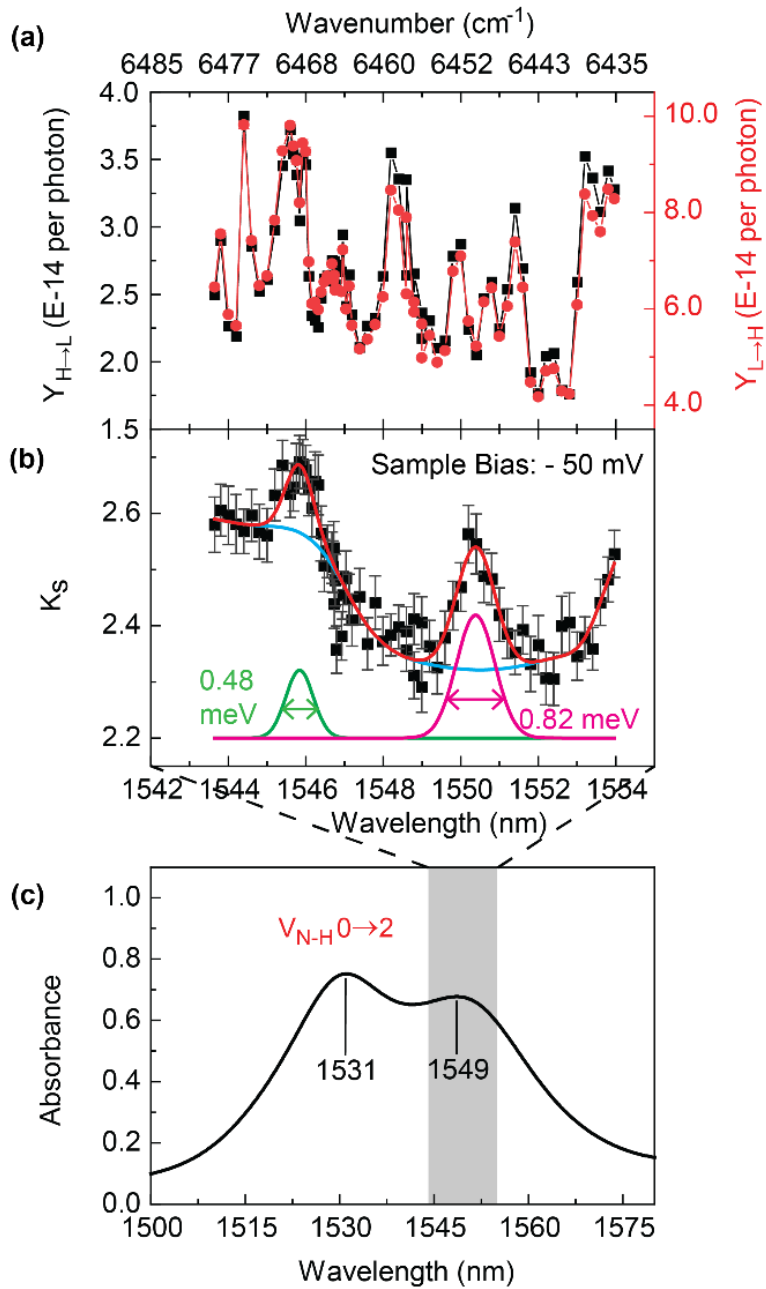 Wavenumber (cm-1)
(a)
6485 6477 6468 6460 6452 6443 6435
4.0
3.5
3.0
2.5
2.0
1.5
YH→L (E-14 per photon)
10.0
8.0
6.0
4.0
YL→H (E-14 per photon)
(b)
Sample Bias: - 50 mV
2.6
2.4
2.2
KS
0.48
meV
0.82 meV
1542 1544 1546 1548 1550 1552 1554
Wavelength (nm)
(c)
1.0
0.8
0.6
0.4
0.2
0.0
Absorbance
VN-H 0→2
1531
1549
1500 1515 1530 1545 1560 1575
Wavelength (nm)